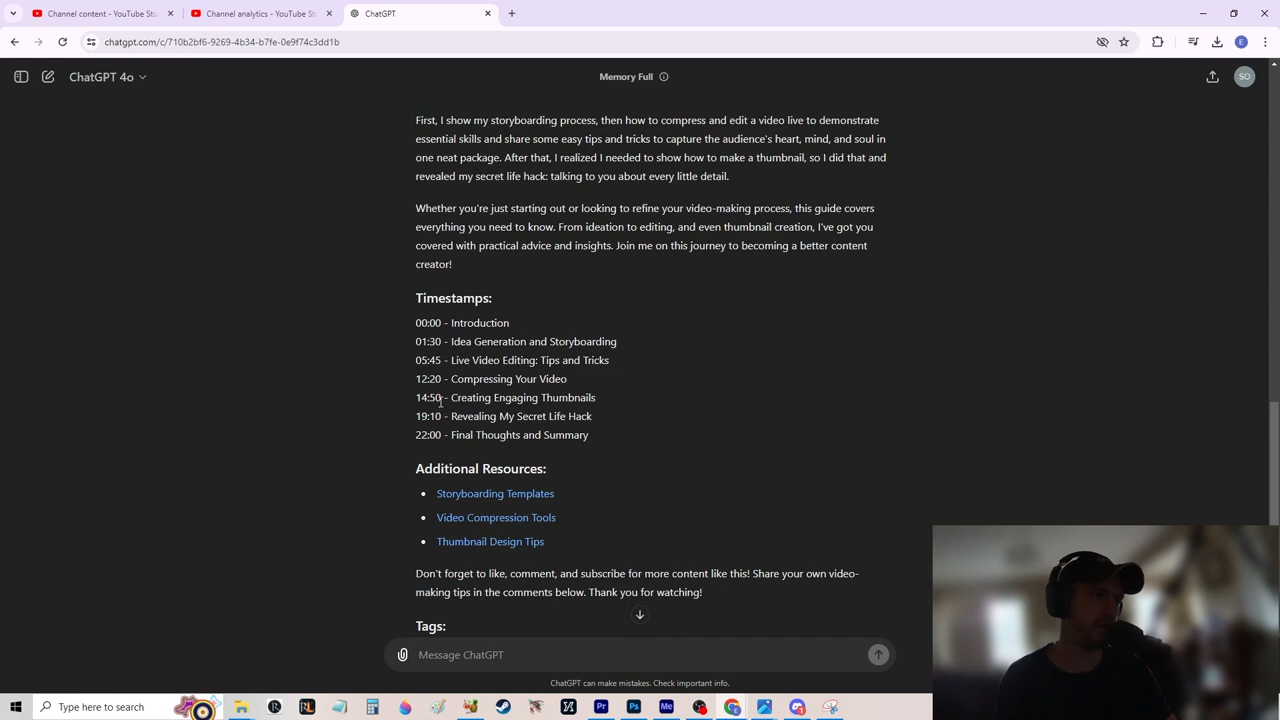 Channel content - YouTube Stu
Channel analytics - YouTube Stu
ChatGPT
chatgpt.com/c/710b2bf6-9269-4b34-b7fe-0e9f74c3dd1b
E
ChatGPT 4o
Memory Full
SO
First, I show my storyboarding process, then how to compress and edit a video live to demonstrate
essential skills and share some easy tips and tricks to capture the audience's heart, mind, and soul in
one neat package. After that, I realized I needed to show how to make a thumbnail, so I did that and
revealed my secret life hack: talking to you about every little detail.
Whether you're just starting out or looking to refine your video-making process, this guide covers
everything you need to know. From ideation to editing, and even thumbnail creation, I've got you
covered with practical advice and insights. Join me on this journey to becoming a better content
creator!
Timestamps:
00:00 - Introduction
01:30 - Idea Generation and Storyboarding
05:45 - Live Video Editing: Tips and Tricks
12:20 - Compressing Your Video
14:50 - Creating Engaging Thumbnails
19:10 - Revealing My Secret Life Hack
22:00 - Final Thoughts and Summary
Additional Resources:
Storyboarding Templates
Video Compression Tools
Thumbnail Design Tips
Don't forget to like, comment, and subscribe for more content like this! Share your own video-
making tips in the comments below. Thank you for watching!
Tags:
Message ChatGPT
ChatGPT can make mistakes. Check important info.
Type here to search
Pr
Ps
Me